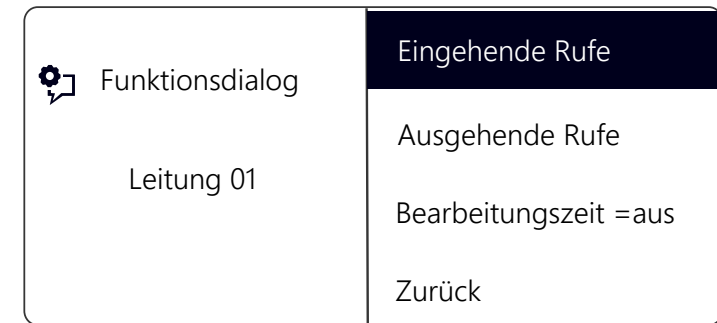 Funktionsdialog
Leitung 01
Eingehende Rufe
Ausgehende Rufe
Bearbeitungszeit =aus
Zurück